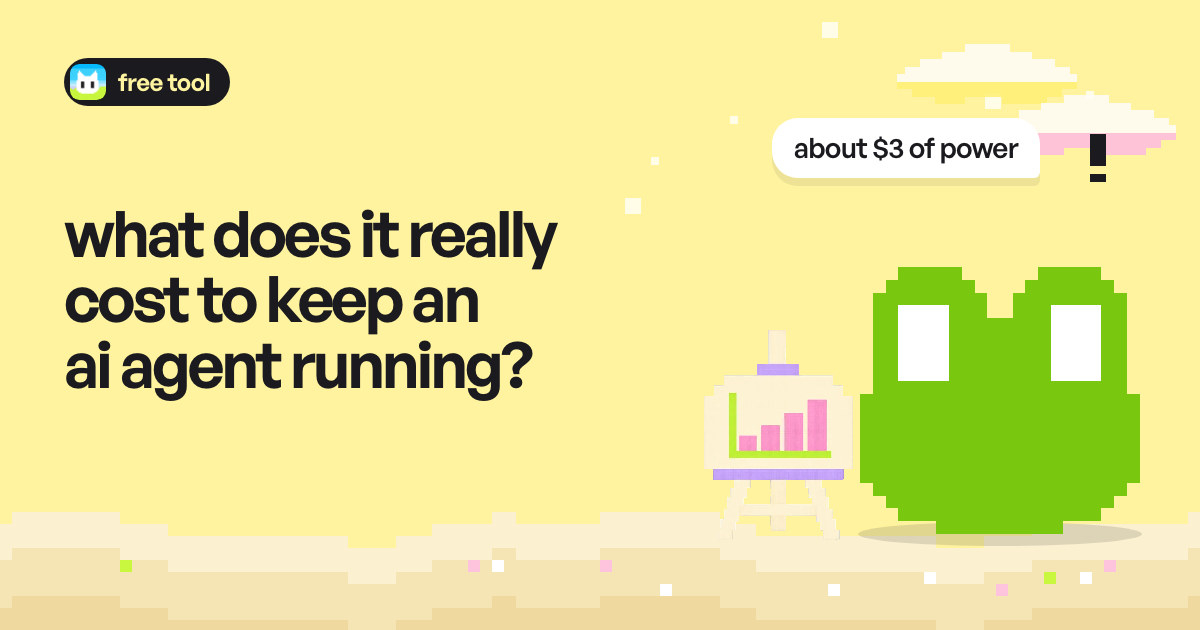 free tool
about $3 of power
!
what does it really
cost to keep an
ai agent running?